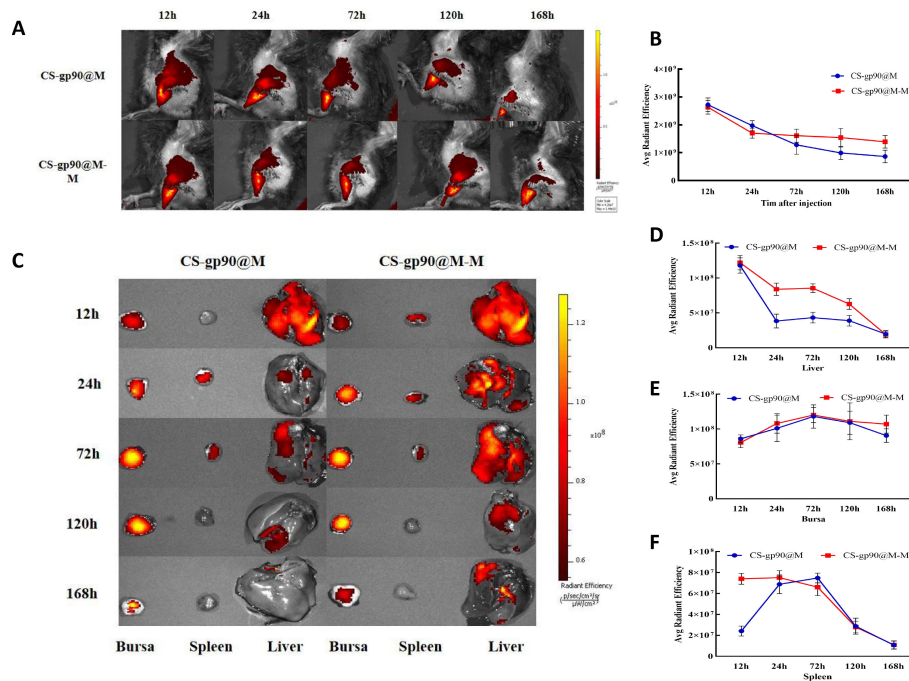 A
12h 24h 72h 120h 168h
CS-gp90@M
CS-gp90@M-
M
B
CS-gp90@M
CS-gp90@M-M
4×10⁹
3×10⁹
2×10⁹
1×10⁹
0
Avg Radiant Efficiency
12h 24h 72h 120h 168h
Tim after injection
C
CS-gp90@M CS-gp90@M-M
12h
24h
72h
120h
168h
1.2
1.0
0.8
0.6
x10⁸
Radiant Efficiency
Bursa Spleen Liver Bursa Spleen Liver
D
CS-gp90@M CS-gp90@M-M
1.5×10⁸
1×10⁸
5×10⁷
0
Avg Radiant Efficiency
12h 24h 72h 120h 168h
Liver
E
CS-gp90@M CS-gp90@M-M
1.5×10⁸
1×10⁸
5×10⁷
0
Avg Radiant Efficiency
12h 24h 72h 120h 168h
Bursa
F
CS-gp90@M CS-gp90@M-M
1×10⁸
8×10⁷
6×10⁷
4×10⁷
2×10⁷
0
Avg Radiant Efficiency
12h 24h 72h 120h 168h
Spleen